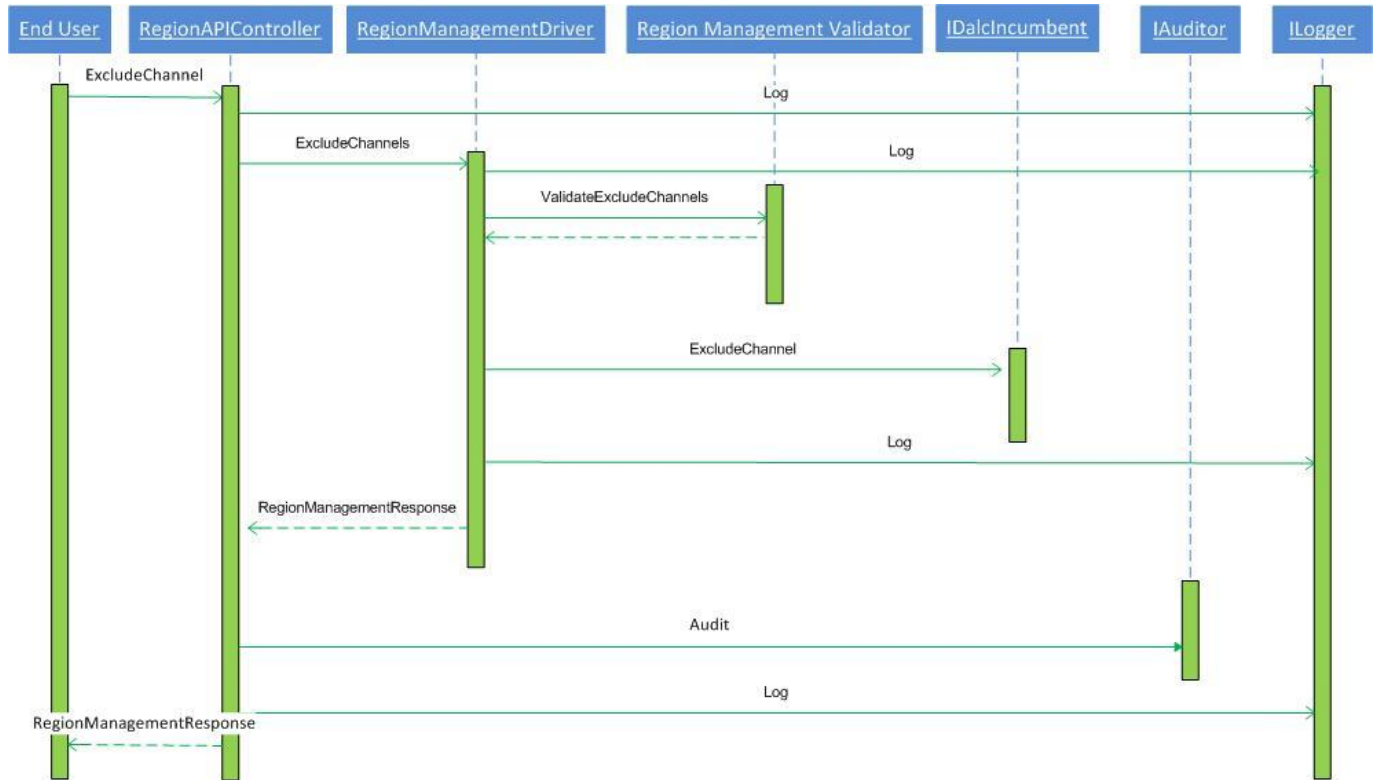 End User
RegionAPIController
RegionManagementDriver
Region Management Validator
IDalcIncumbent
IAuditor
ILogger
ExcludeChannel
Log
ExcludeChannels
Log
ValidateExcludeChannels
ExcludeChannel
Log
RegionManagementResponse
Audit
Log
RegionManagementResponse